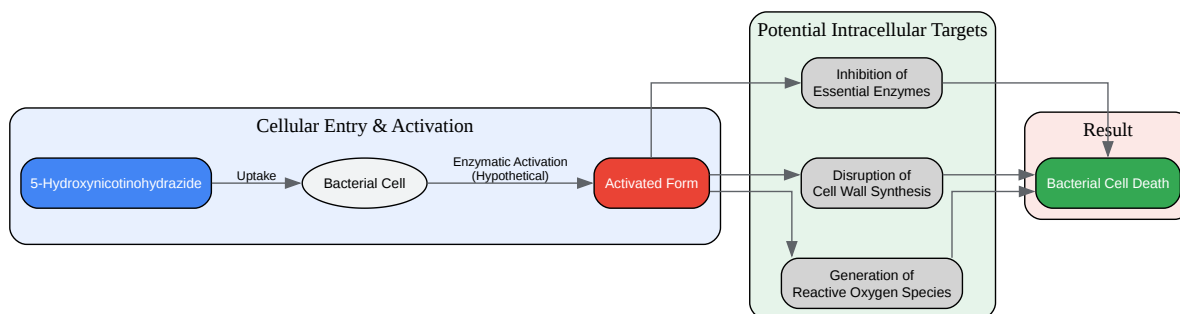 Potential Intracellular Targets
Inhibition of
Essential Enzymes
Cellular Entry & Activation
Result
5-Hydroxynicotinohydrazide
Uptake
Bacterial Cell
Enzymatic Activation
(Hypothetical)
Activated Form
Disruption of
Cell Wall Synthesis
Bacterial Cell Death
Generation of
Reactive Oxygen Species